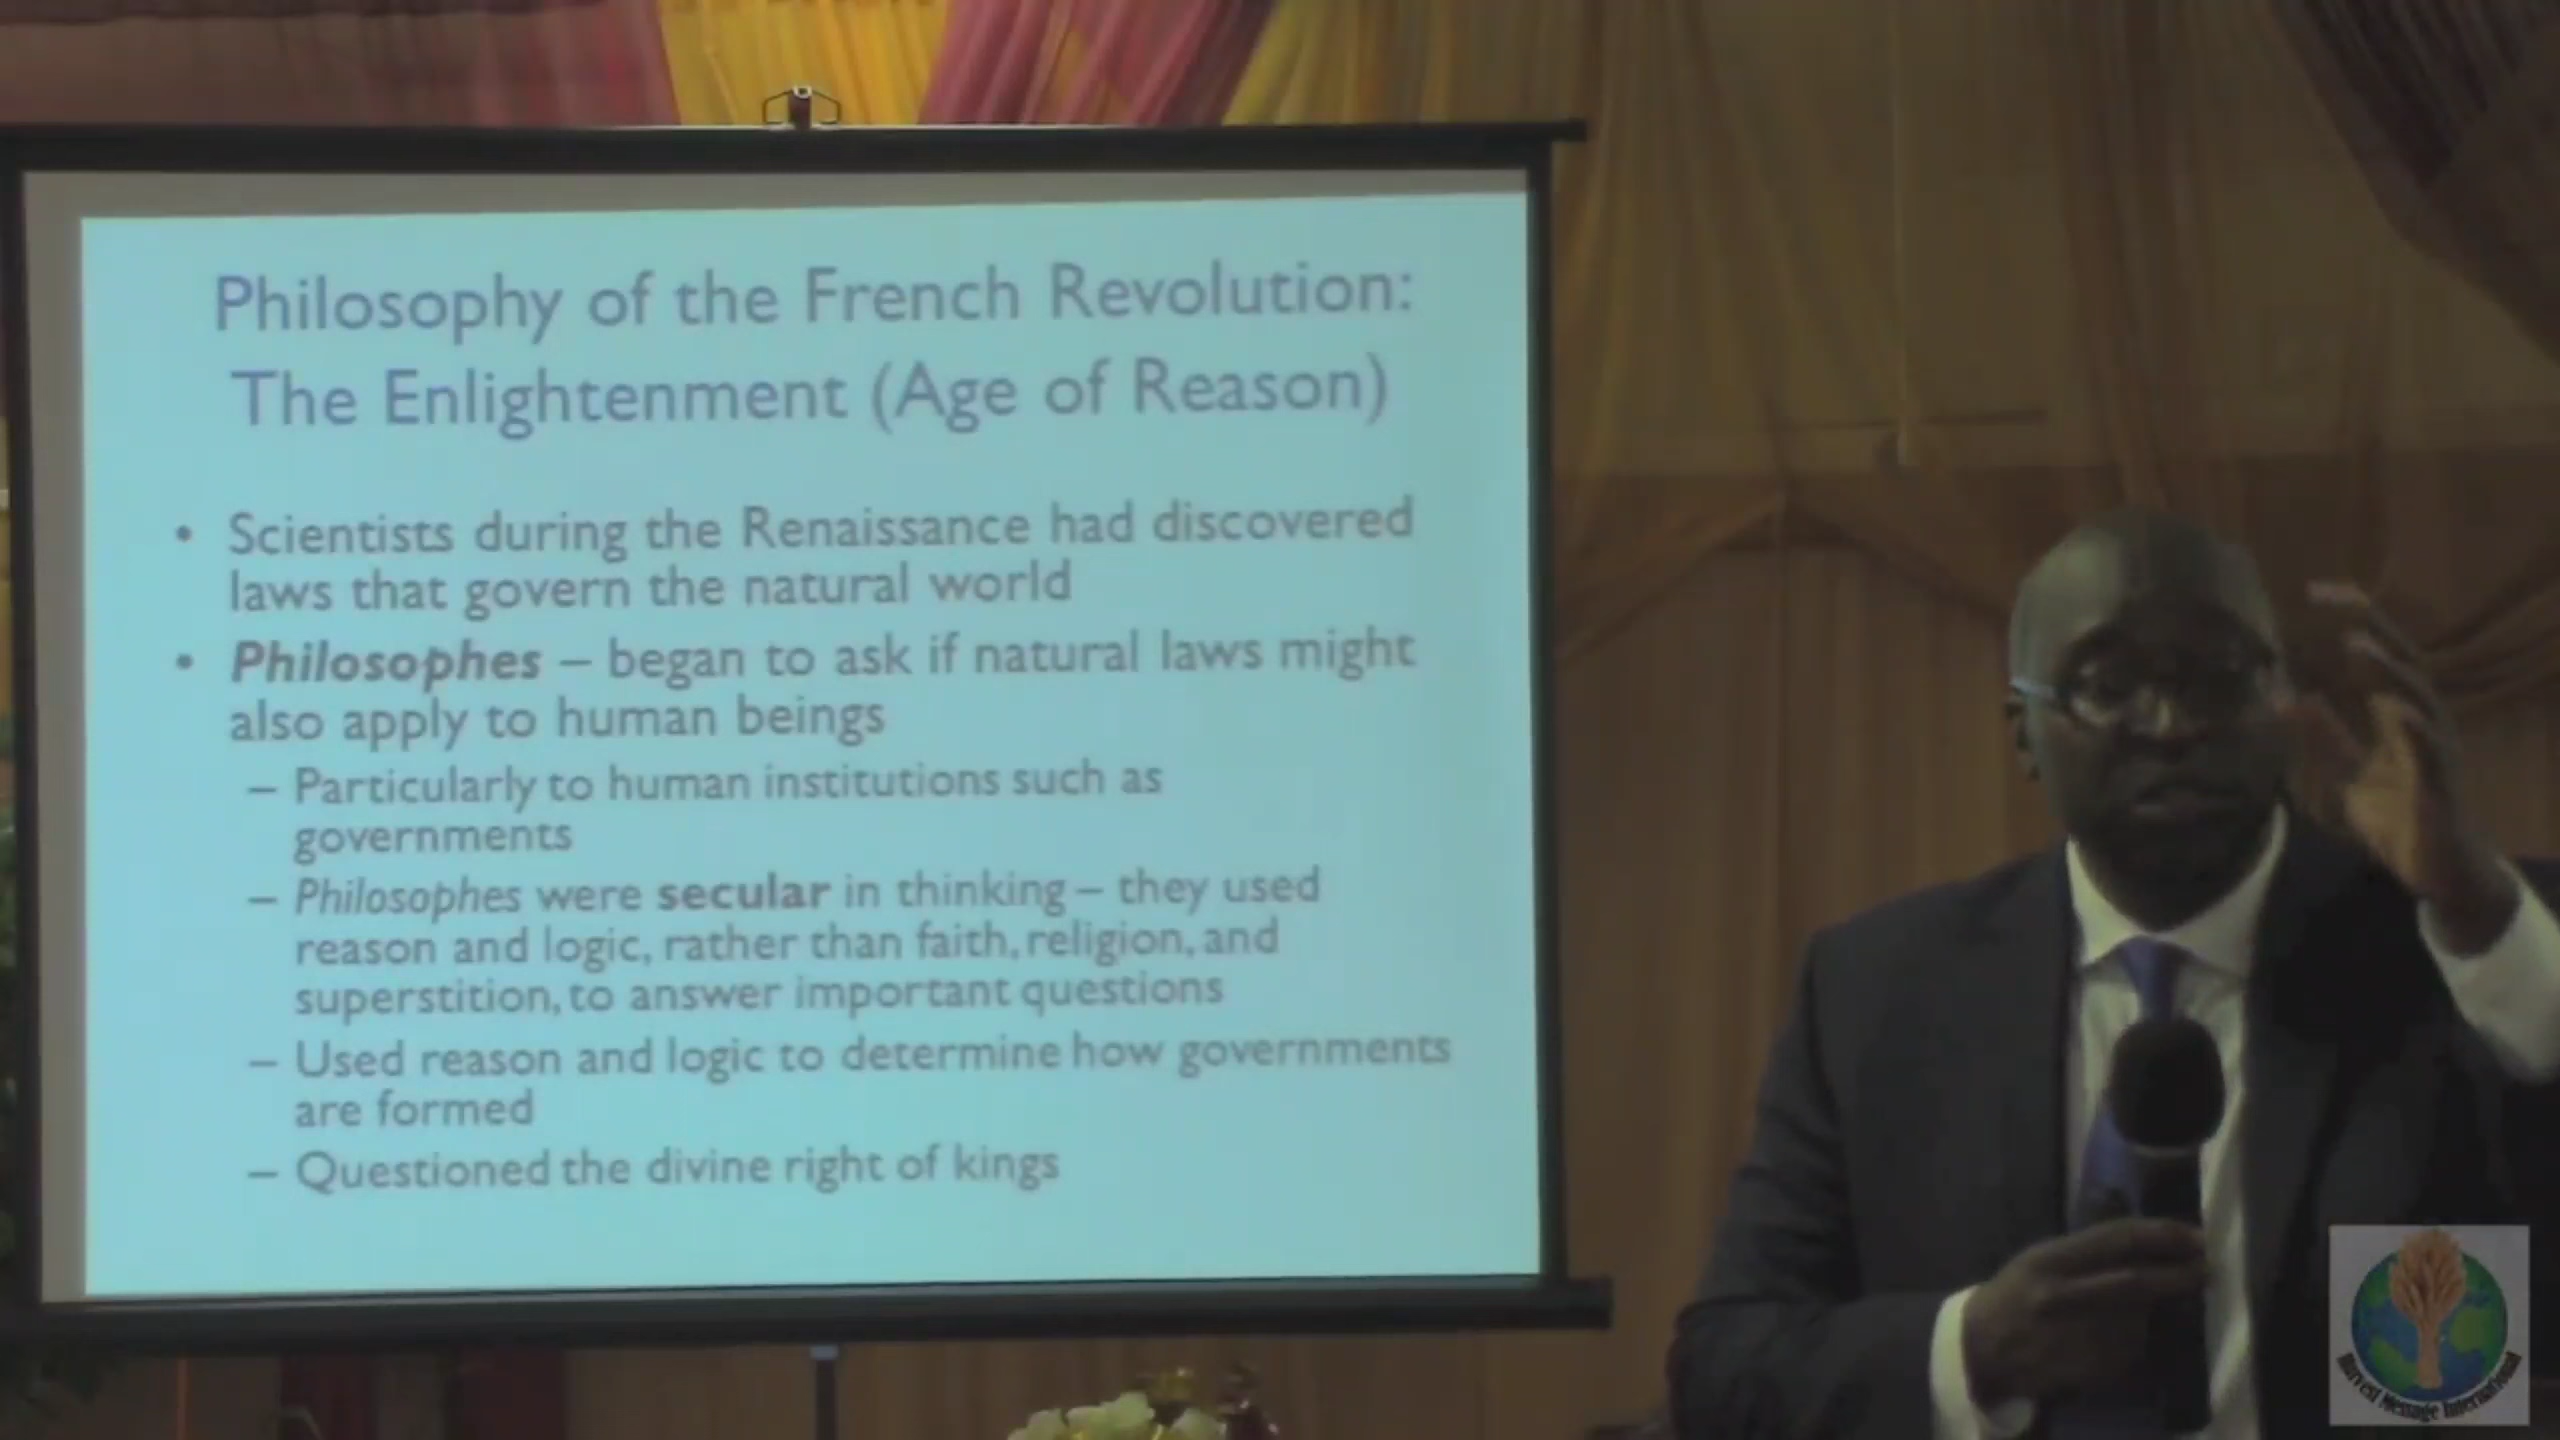 Philosophy of the French Revolution:
The Enlightenment (Age of Reason)
• Scientists during the Renaissance had discovered
laws that govern the natural world
• Philosophes – began to ask if natural laws might
also apply to human beings
– Particularly to human institutions such as
governments
– Philosophes were secular in thinking – they used
reason and logic, rather than faith, religion, and
superstition, to answer important questions
– Used reason and logic to determine how governments
are formed
– Questioned the divine right of kings
Harvest Message International